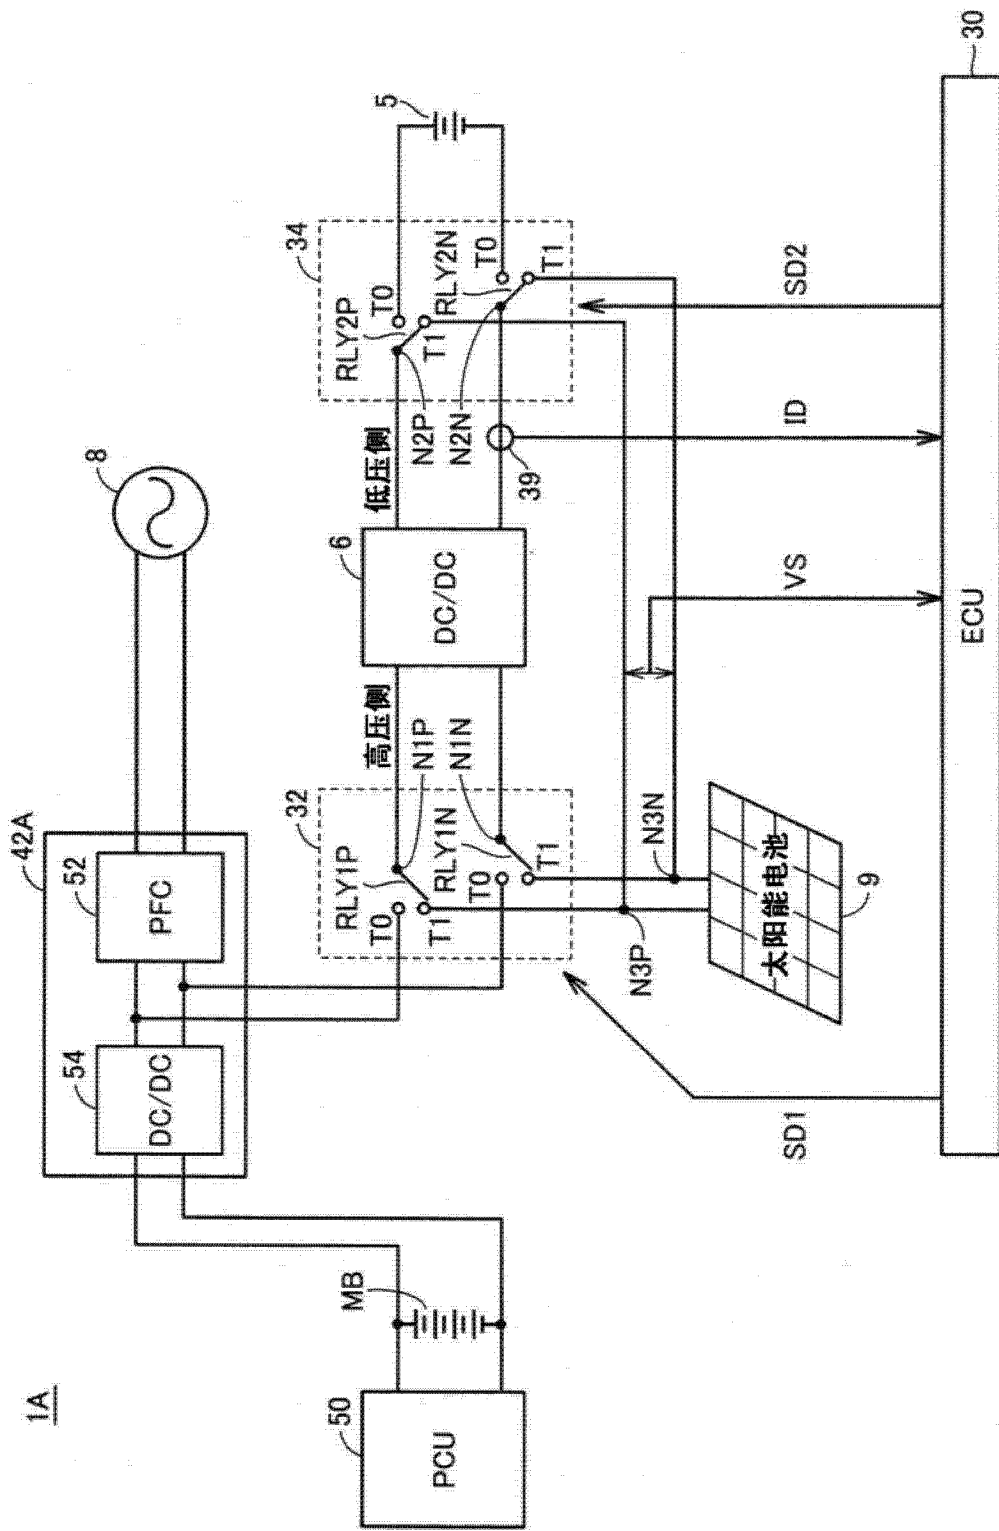 1A
42A
54
DC/DC
52
PFC
8
50
PCU
MB
32
RLY1P
T0
T1
RLY1N
T0
T1
高压侧
N1P
N1N
6
DC/DC
低压侧
N2P
N2N
39
34
RLY2P
T0
T1
RLY2N
T0
T1
5
N3P
N3N
太阳能电池
9
SD1
VS
ID
SD2
ECU
30